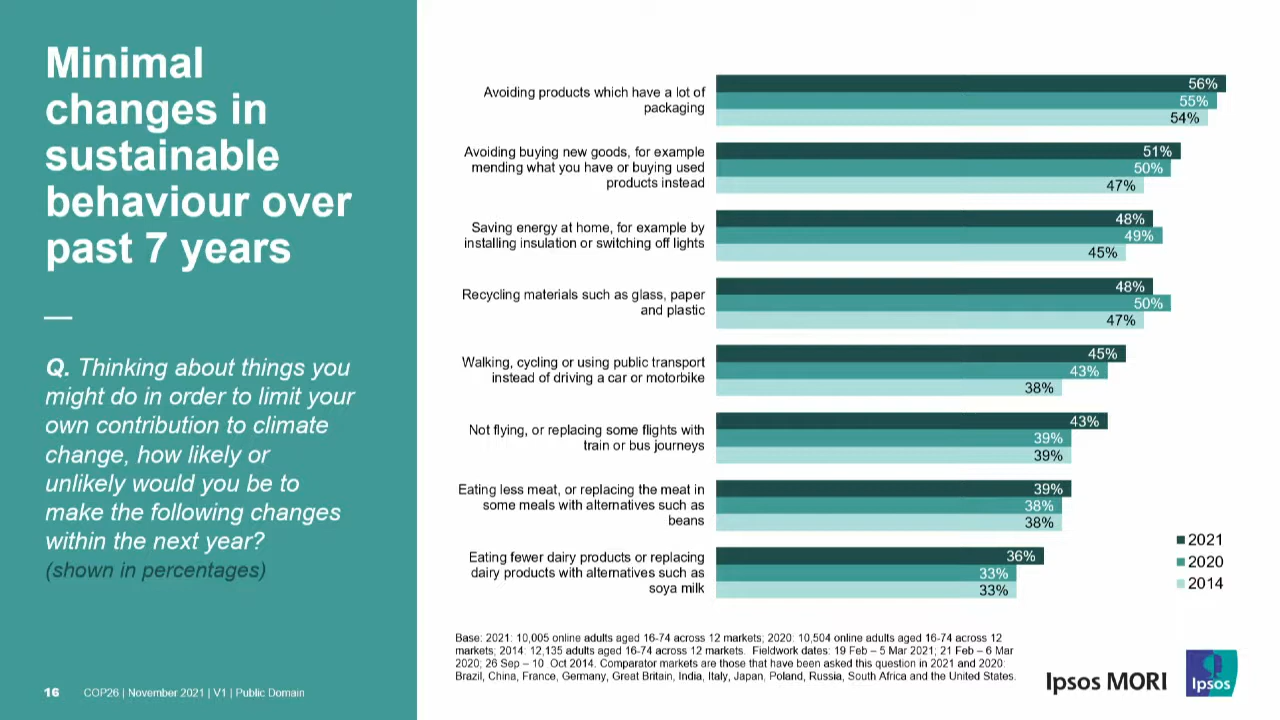 Minimal
changes in
sustainable
behaviour over
past 7 years
Q. Thinking about things you
might do in order to limit your
own contribution to climate
change, how likely or
unlikely would you be to
make the following changes
within the next year?
(shown in percentages)
16 COP26 | November 2021 | V1 | Public Domain
Avoiding products which have a lot of
packaging
56%
55%
54%
Avoiding buying new goods, for example
mending what you have or buying used
products instead
51%
50%
47%
Saving energy at home, for example by
installing insulation or switching off lights
48%
49%
45%
Recycling materials such as glass, paper
and plastic
48%
50%
47%
Walking, cycling or using public transport
instead of driving a car or motorbike
45%
43%
38%
Not flying, or replacing some flights with
train or bus journeys
43%
39%
39%
Eating less meat, or replacing the meat in
some meals with alternatives such as
beans
39%
38%
38%
Eating fewer dairy products or replacing
dairy products with alternatives such as
soya milk
36%
33%
33%
2021
2020
2014
Base: 2021: 10,005 online adults aged 16-74 across 12 markets; 2020: 10,504 online adults aged 16-74 across 12
markets; 2014: 12,135 adults aged 16-74 across 12 markets. Fieldwork dates: 19 Feb – 5 Mar 2021; 21 Feb – 6 Mar
2020; 26 Sep – 10 Oct 2014. Comparator markets are those that have been asked this question in 2021 and 2020:
Brazil, China, France, Germany, Great Britain, India, Italy, Japan, Poland, Russia, South Africa and the United States.
Ipsos MORI
Ipsos